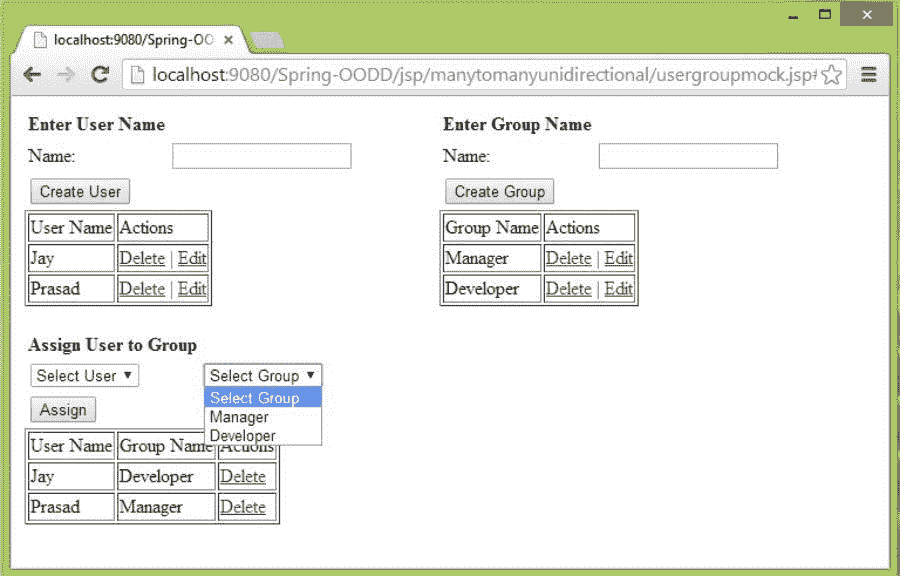 localhost:9080/Spring-OO
localhost:9080/Spring-OODD/jsp/manytomanyunidirectional/usergroupmock.jsp#
Enter User Name
Name:
Create User
User Name Actions
Jay Delete | Edit
Prasad Delete | Edit
Enter Group Name
Name:
Create Group
Group Name Actions
Manager Delete | Edit
Developer Delete | Edit
Assign User to Group
Select User Select Group
Select Group
Manager
Developer
Assign
User Name Group Name Actions
Jay Developer Delete
Prasad Manager Delete